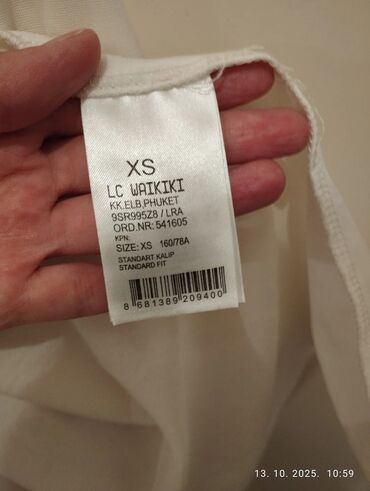 XS
LC WAIKIKI
KK.ELB,PHUKET
9SR995Z8 / LRA
ORD.NR: 541605
KPN:
SIZE: XS 160/78A
STANDART KALIP
STANDARD FIT
8 681389 209400
13. 10. 2025. 10:59